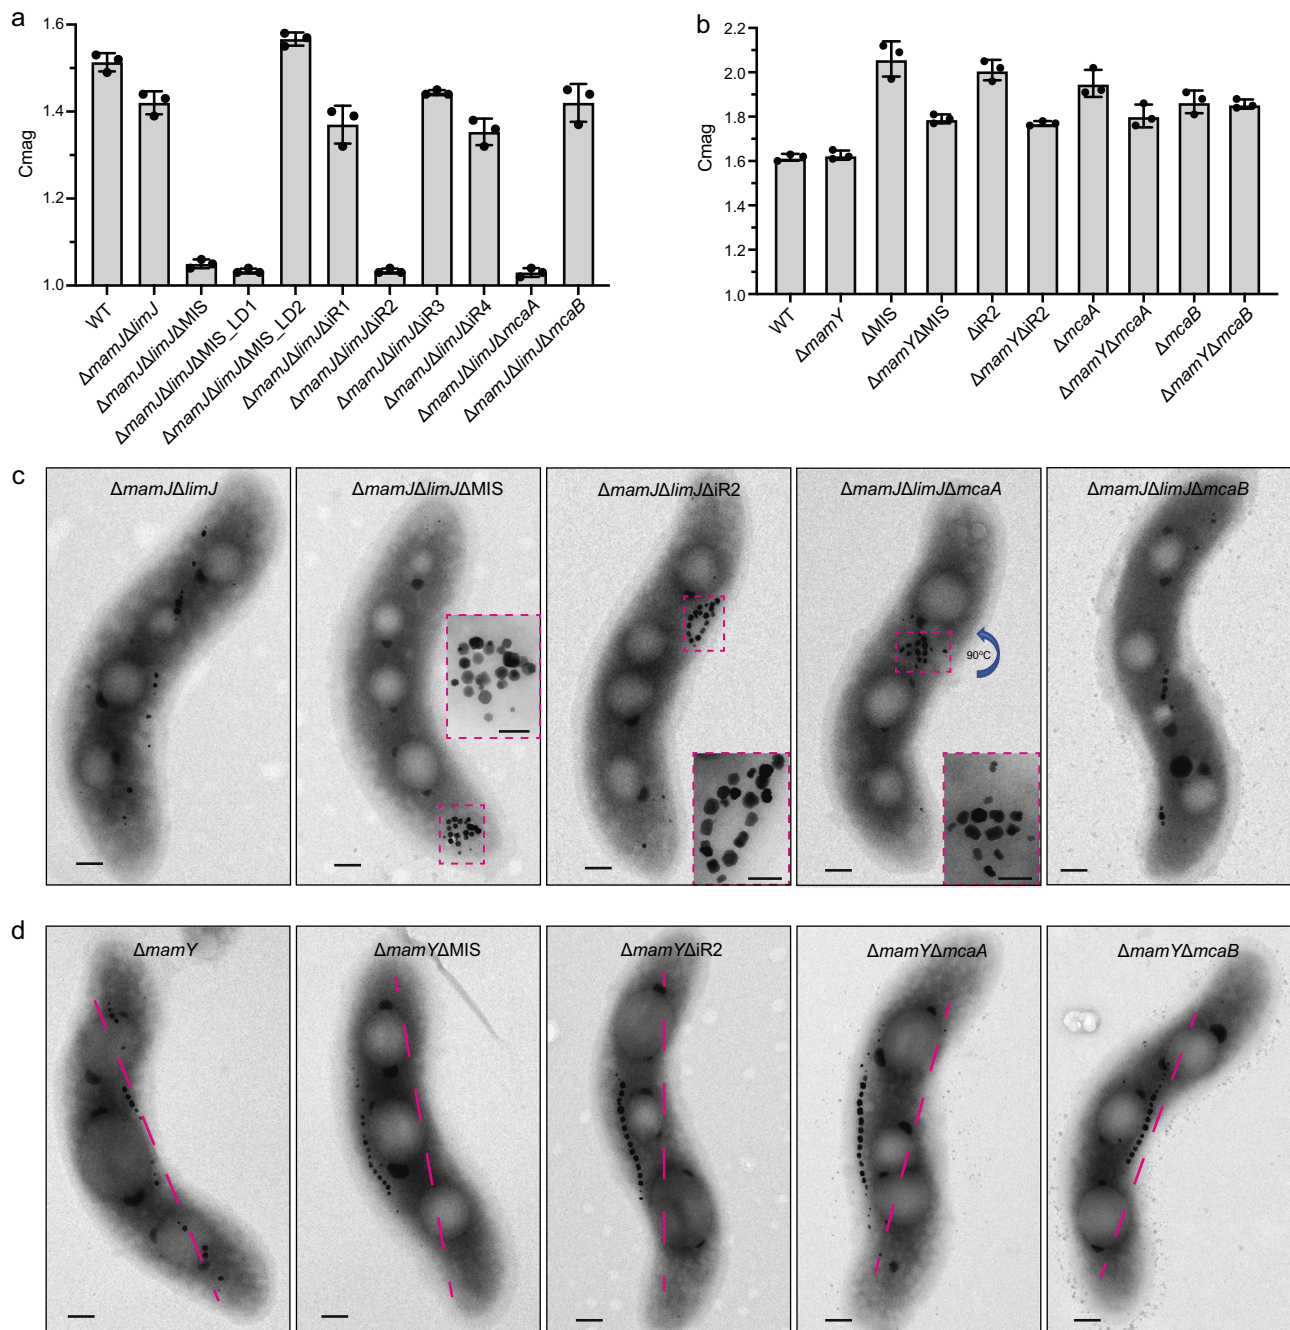 a
1.6
1.4
1.2
1.0
Cmag
WT
ΔmamJΔlimJ
ΔmamJΔlimJΔMIS
ΔmamJΔlimJΔMIS_LD1
ΔmamJΔlimJΔMIS_LD2
ΔmamJΔlimJΔiR1
ΔmamJΔlimJΔiR2
ΔmamJΔlimJΔiR3
ΔmamJΔlimJΔiR4
ΔmamJΔlimJΔmcaA
ΔmamJΔlimJΔmcaB
b
2.2
2.0
1.8
1.6
1.4
1.2
1.0
Cmag
WT
ΔmamY
ΔMIS
ΔmamYΔMIS
ΔiR2
ΔmamYΔiR2
ΔmcaA
ΔmamYΔmcaA
ΔmcaB
ΔmamYΔmcaB
c
ΔmamJΔlimJ
ΔmamJΔlimJΔMIS
ΔmamJΔlimJΔiR2
ΔmamJΔlimJΔmcaA
90°C
ΔmamJΔlimJΔmcaB
d
ΔmamY
ΔmamYΔMIS
ΔmamYΔiR2
ΔmamYΔmcaA
ΔmamYΔmcaB